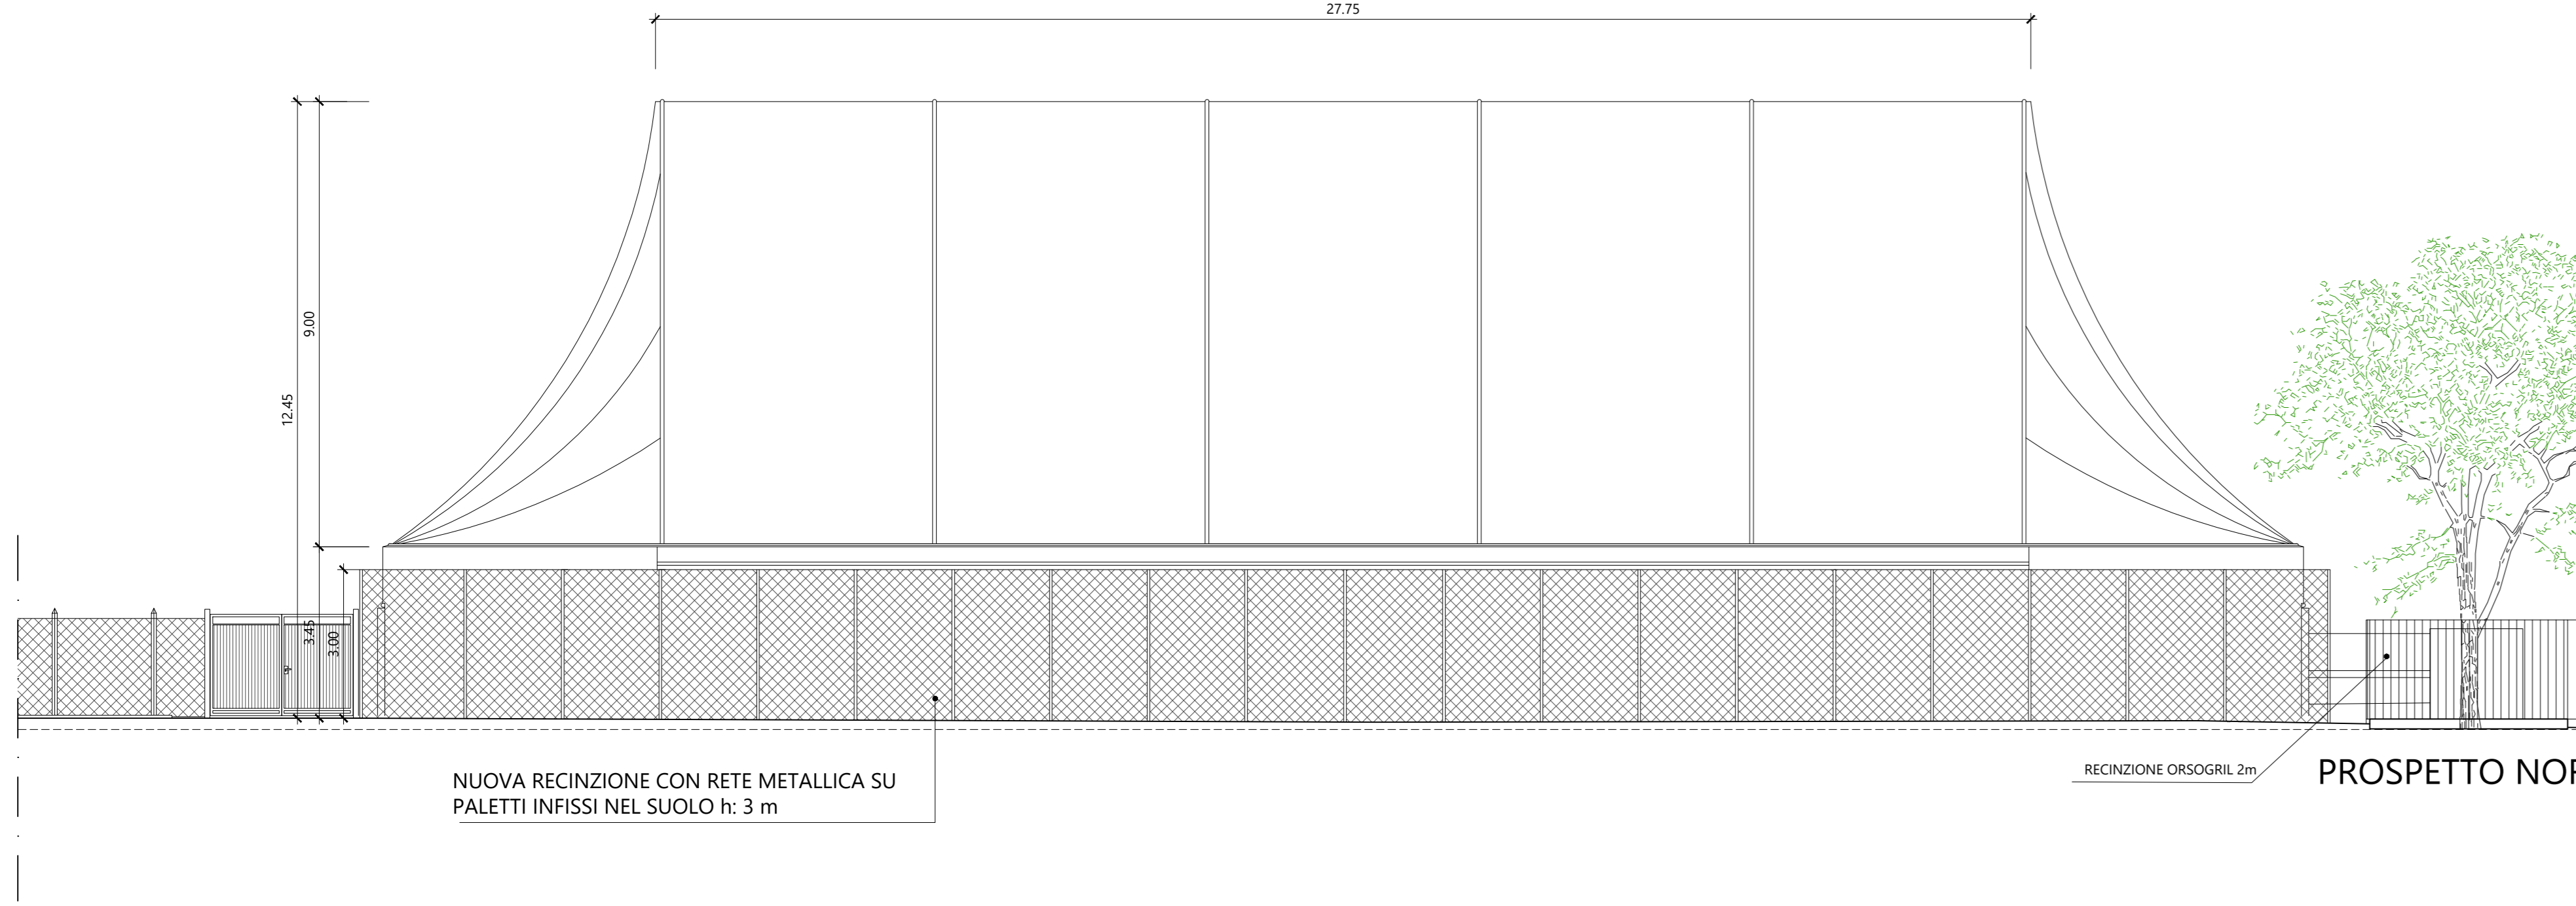 27.75
9.00
12.45
3.45
3.00
NUOVA RECINZIONE CON RETE METALLICA SU
PALETTI INFISSI NEL SUOLO h: 3 m
RECINZIONE ORSOGRIL 2m
PROSPETTO